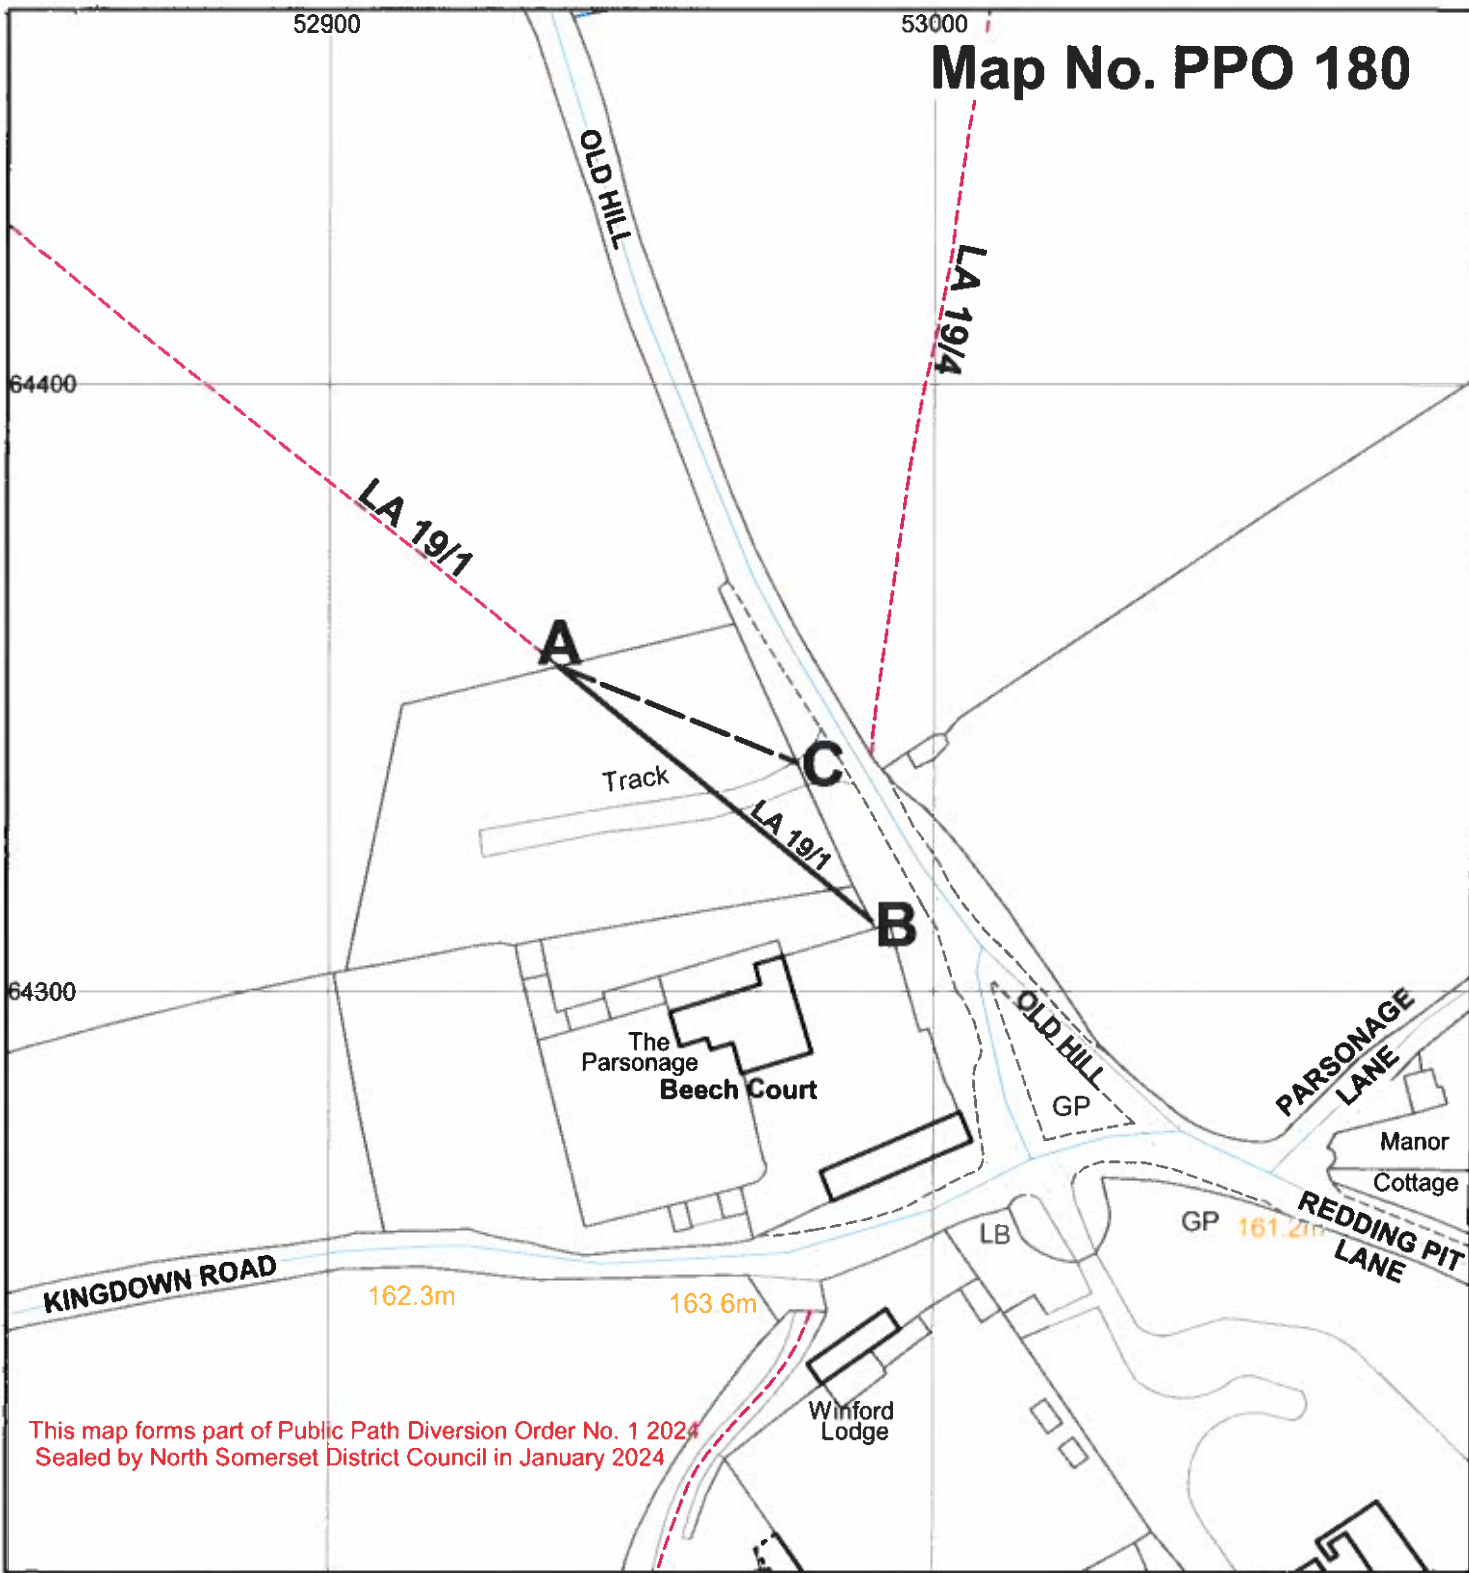 52900
53000
Map No. PPO 180
OLD HILL
LA 19/4
64400
LA 19/1
A
C
Track
LA 19/1
B
64300
OLD HILL
PARSONAGE
LANE
The
Parsonage
Beech Court
GP
Manor
Cottage
REDDING PIT
LANE
GP
161.2m
LB
KINGDOWN ROAD
162.3m
163.6m
Winford
Lodge
This map forms part of Public Path Diversion Order No. 1 2024
Sealed by North Somerset District Council in January 2024